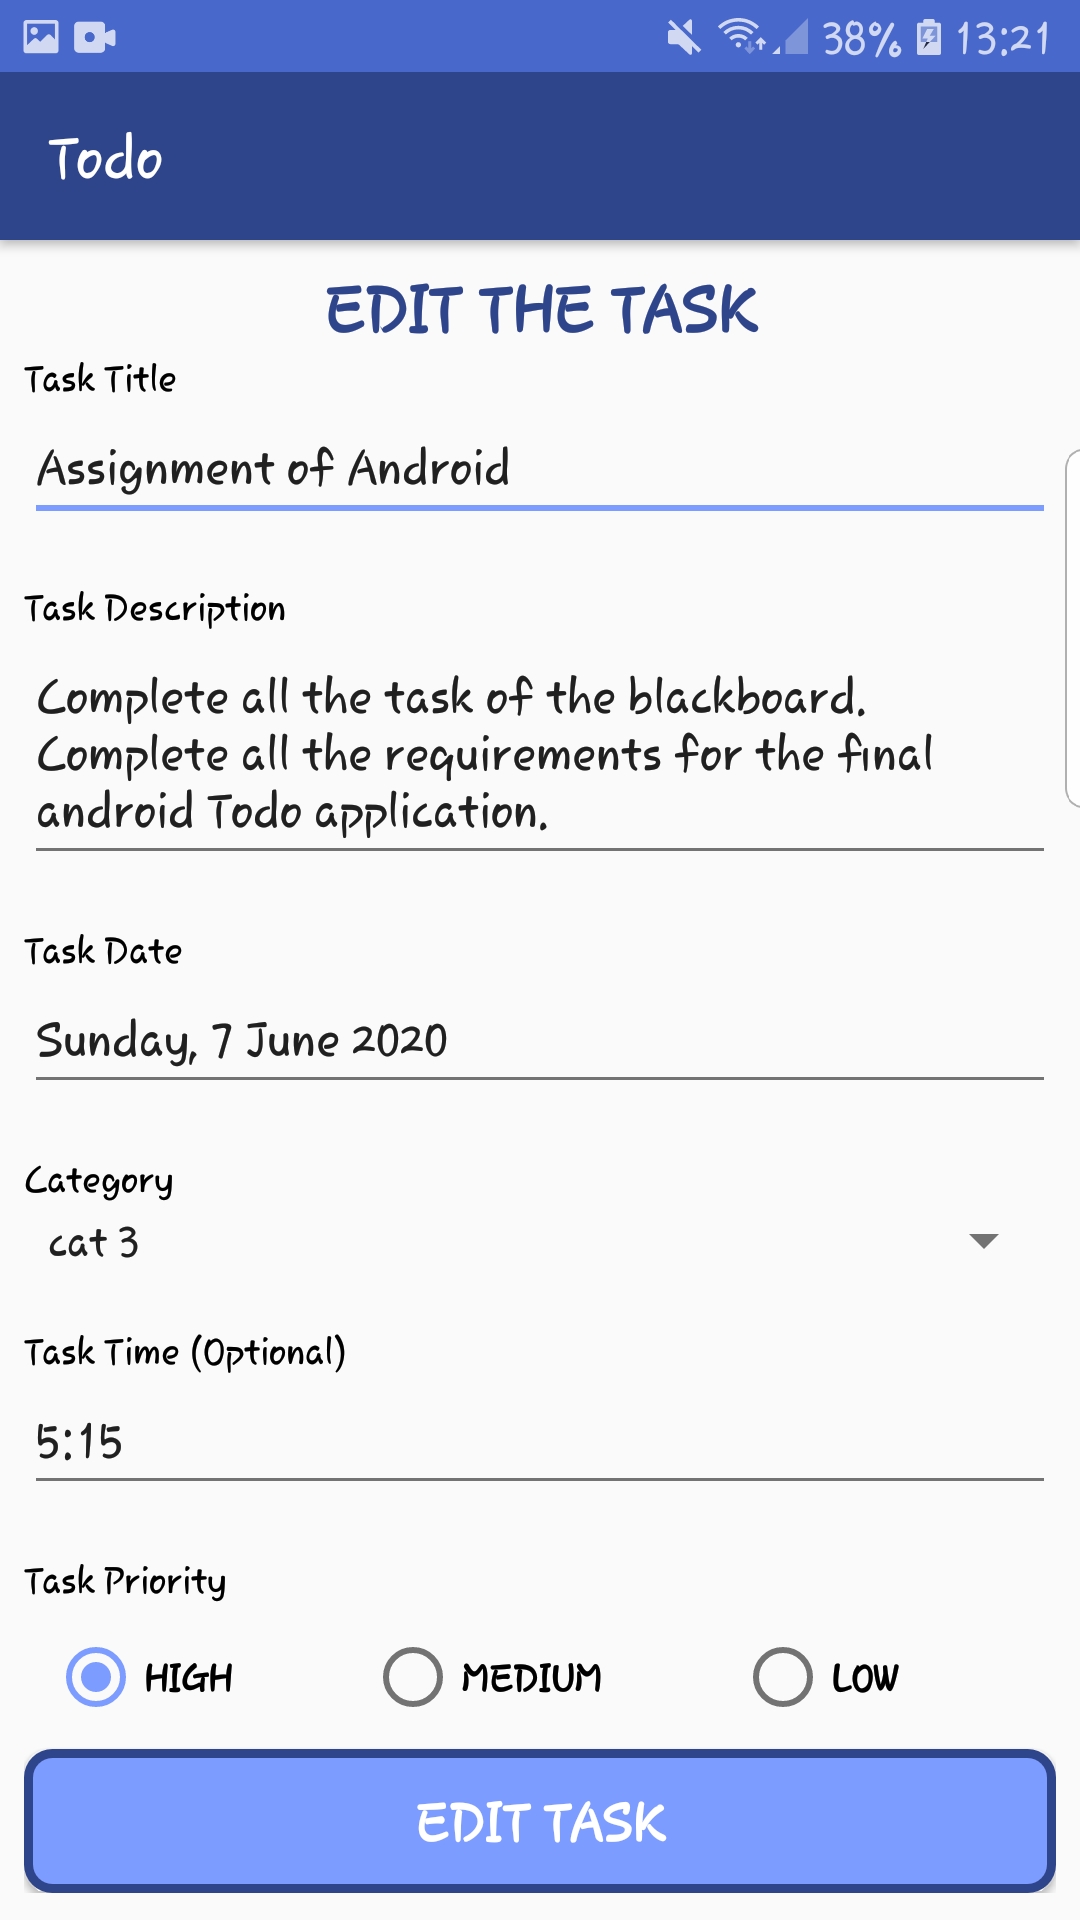 38% 13:21
Todo
EDIT THE TASK
Task Title
Assignment of Android
Task Description
Complete all the task of the blackboard.
Complete all the requirements for the final
android Todo application.
Task Date
Sunday, 7 June 2020
Category
cat 3
Task Time (Optional)
5:15
Task Priority
HIGH MEDIUM LOW
EDIT TASK